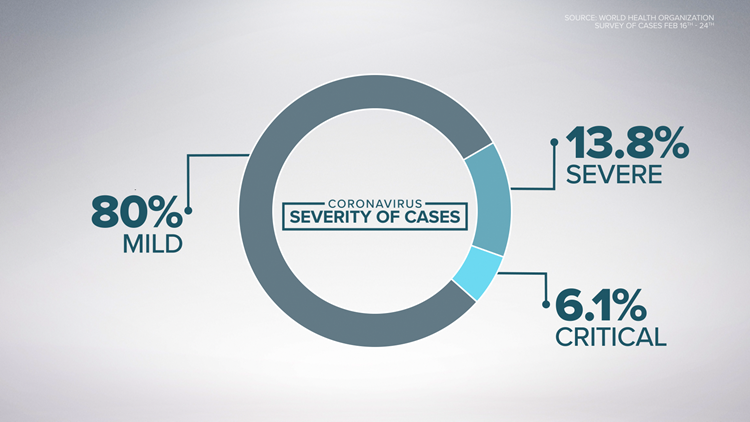 SOURCE: WORLD HEALTH ORGANIZATION
SURVEY OF CASES FEB 16TH - 24TH
13.8%
SEVERE
80%
MILD
CORONAVIRUS
SEVERITY OF CASES
6.1%
CRITICAL